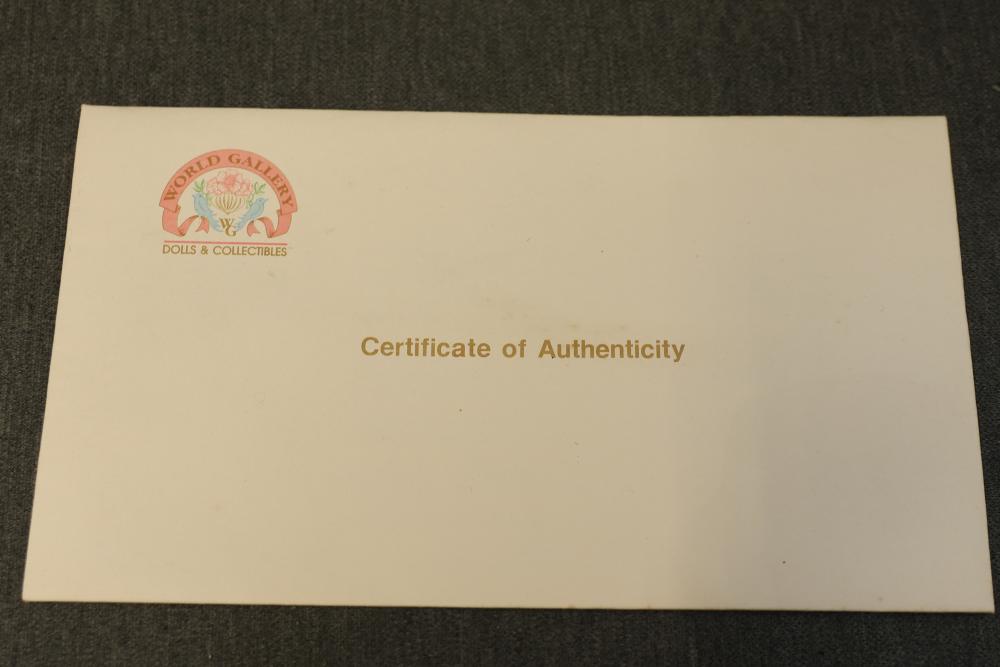 WORLD GALLERY
WG
DOLLS & COLLECTIBLES
Certificate of Authenticity